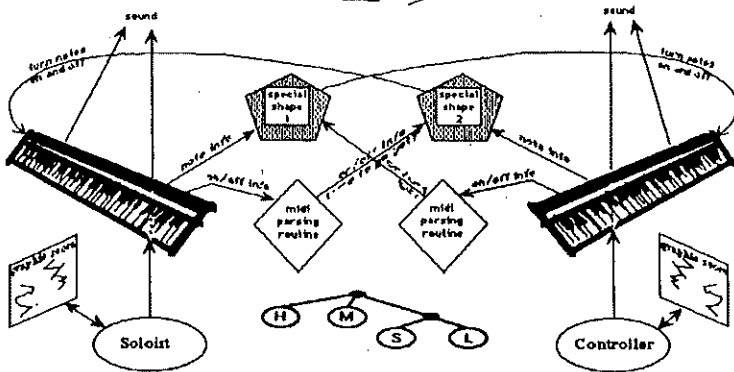 sound
sound
turn notes
on and off
turn notes
on and off
special
shape
1
special
shape
2
note info
note info
on/off info
on/off info
midi
parsing
routine
midi
parsing
routine
graphic score
graphic score
H
M
S
L
Soloist
Controller